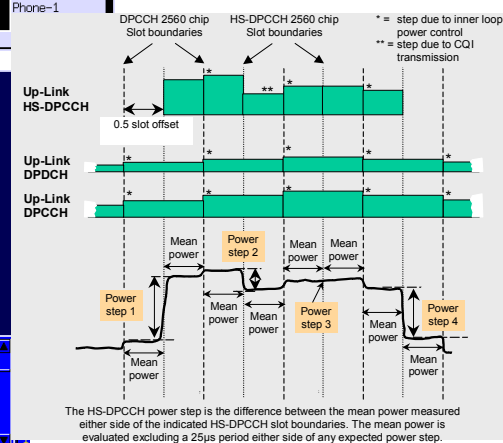 Phone-1
DPCCH 2560 chip
Slot boundaries
HS-DPCCH 2560 chip
Slot boundaries
* = step due to inner loop
power control
** = step due to CQI
transmission
Up-Link
HS-DPCCH
*
**
*
*
0.5 slot offset
Up-Link
DPDCH
*
*
*
*
*
Up-Link
DPCCH
*
*
*
*
*
Mean
power
Power
step 2
Mean
power
Mean
power
Power
step 1
Mean
power
Mean
power
Power
step 3
Mean
power
Power
step 4
Mean
power
Mean
power
The HS-DPCCH power step is the difference between the mean power measured
either side of the indicated HS-DPCCH slot boundaries. The mean power is
evaluated excluding a 25µs period either side of any expected power step.